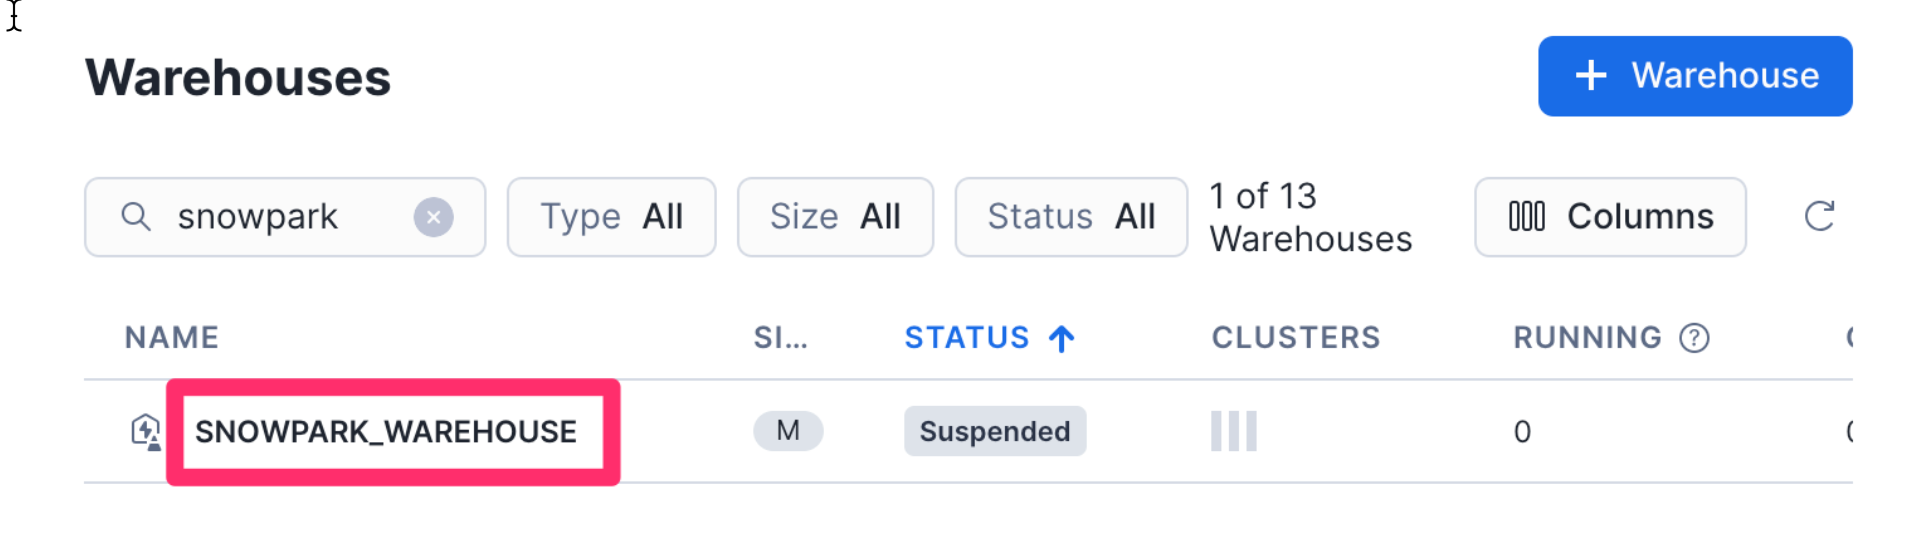 Warehouses
+ Warehouse
snowpark
Type All
Size All
Status All
1 of 13
Warehouses
Columns
NAME
SI...
STATUS
CLUSTERS
RUNNING
SNOWPARK_WAREHOUSE
M
Suspended
0